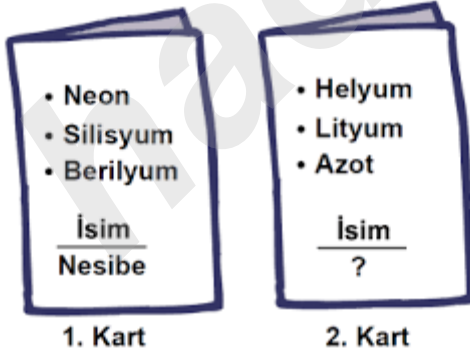 • Neon
• Silisyum
• Berilyum
İsim
Nesibe
1. Kart
• Helyum
• Lityum
• Azot
İsim
?
2. Kart